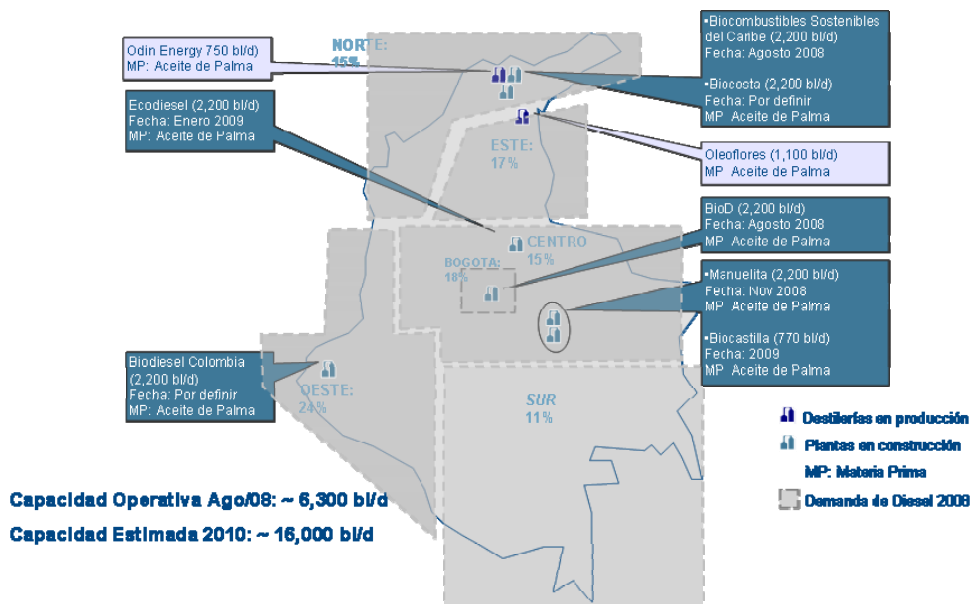 Odin Energy 750 bl/d)
MP: Aceite de Palma
Ecodiesel (2,200 bl/d)
Fecha: Enero 2009
MP: Aceite de Palma
NORTE:
15%
•Biocombustibles Sostenibles
del Caribe (2,200 bl/d)
Fecha: Agosto 2008
•Biocosta (2,200 bl/d)
Fecha: Por definir
MP Aceite de Palma
ESTE:
17%
Oleoflores (1,100 bl/d)
MP Aceite de Palma
BioD (2,200 bl/d)
Fecha: Agosto 2008
MP Aceite de Palma
CENTRO
15%
BOGOTA:
18%
•Manuelita (2,200 bl/d)
Fecha: Nov 2008
MP Aceite de Palma
•Biocastilla (770 bl/d)
Fecha: 2009
MP Aceite de Palma
Biodiesel Colombia
(2,200 bl/d)
Fecha: Por definir
MP: Aceite de Palma
OESTE:
24%
SUR
11%
Destilerías en producción
Plantas en construcción
MP: Materia Prima
Demanda de Diesel 2008
Capacidad Operativa Ago/08: ~ 6,300 bl/d
Capacidad Estimada 2010: ~ 16,000 bl/d